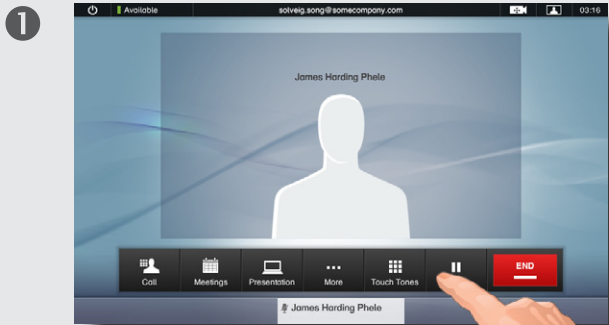 1
Available solveig.song@somecompany.com 03:16
James Harding Phele
Call Meetings Presentation More Touch Tones END
James Harding Phele